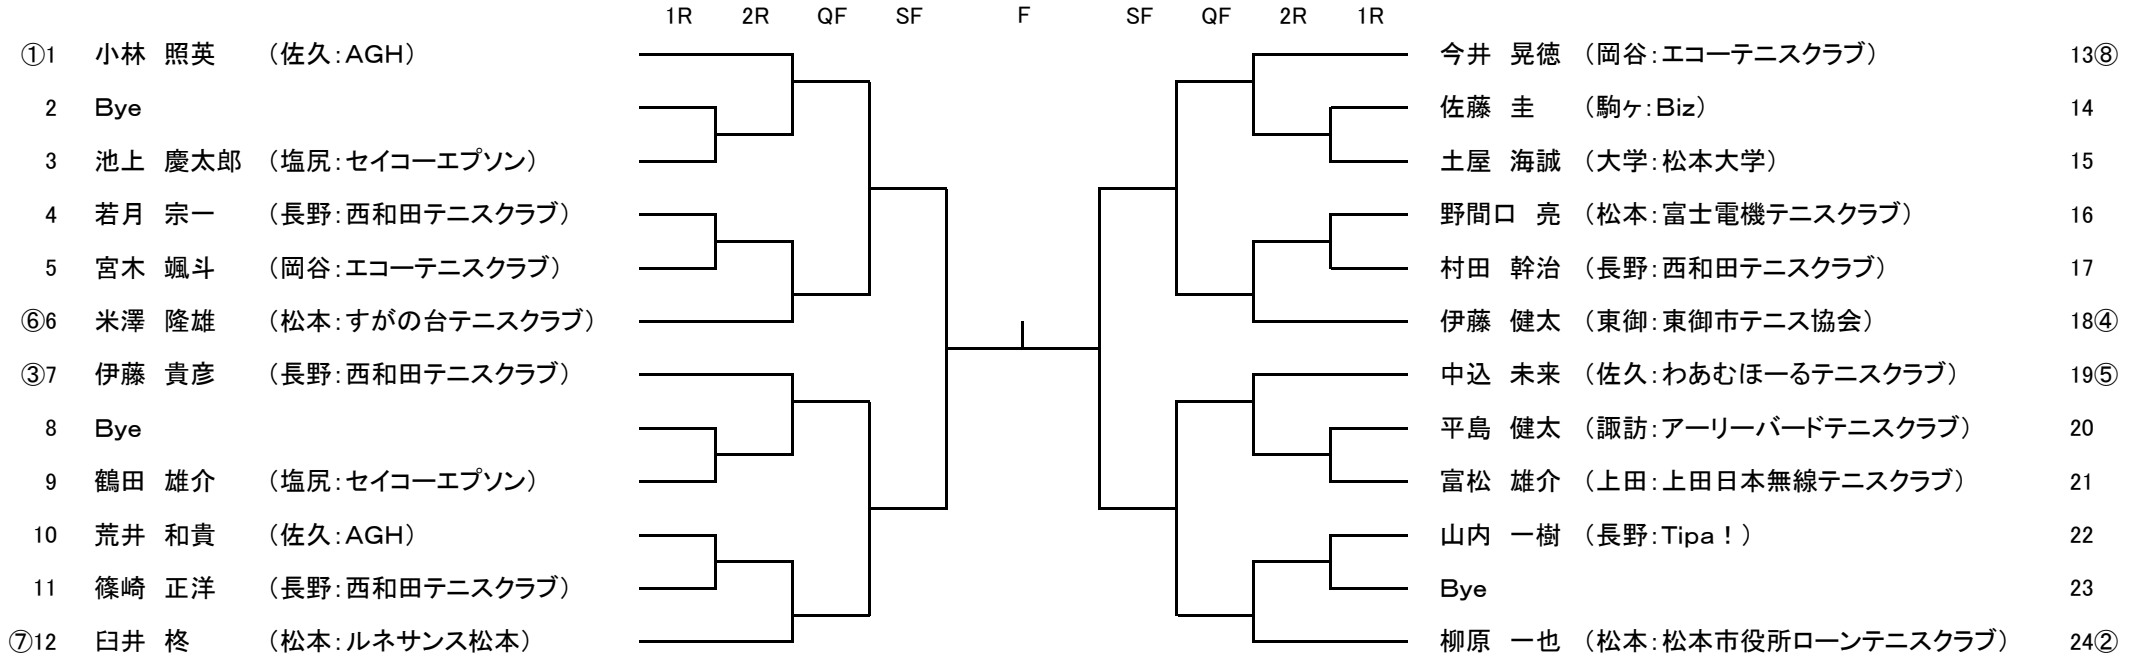 1R 2R QF SF F SF QF 2R 1R
①1 小林 照英 （佐久：AGH） 今井 晃徳 （岡谷：エコーテニスクラブ） 13⑧
2 Bye 佐藤 圭 （駒ヶ：Biz） 14
3 池上 慶太郎 （塩尻：セイコーエプソン） 土屋 海誠 （大学：松本大学） 15
4 若月 宗一 （長野：西和田テニスクラブ） 野間口 亮 （松本：富士電機テニスクラブ） 16
5 宮木 颯斗 （岡谷：エコーテニスクラブ） 村田 幹治 （長野：西和田テニスクラブ） 17
⑥6 米澤 隆雄 （松本：すがの台テニスクラブ） 伊藤 健太 （東御：東御市テニス協会） 18④
③7 伊藤 貴彦 （長野：西和田テニスクラブ） 中込 未来 （佐久：わあむほーるテニスクラブ） 19⑤
8 Bye 平島 健太 （諏訪：アーリーバードテニスクラブ） 20
9 鶴田 雄介 （塩尻：セイコーエプソン） 富松 雄介 （上田：上田日本無線テニスクラブ） 21
10 荒井 和貴 （佐久：AGH） 山内 一樹 （長野：Tipa！） 22
11 篠崎 正洋 （長野：西和田テニスクラブ） Bye 23
⑦12 臼井 柊 （松本：ルネサンス松本） 柳原 一也 （松本：松本市役所ローンテニスクラブ） 24②